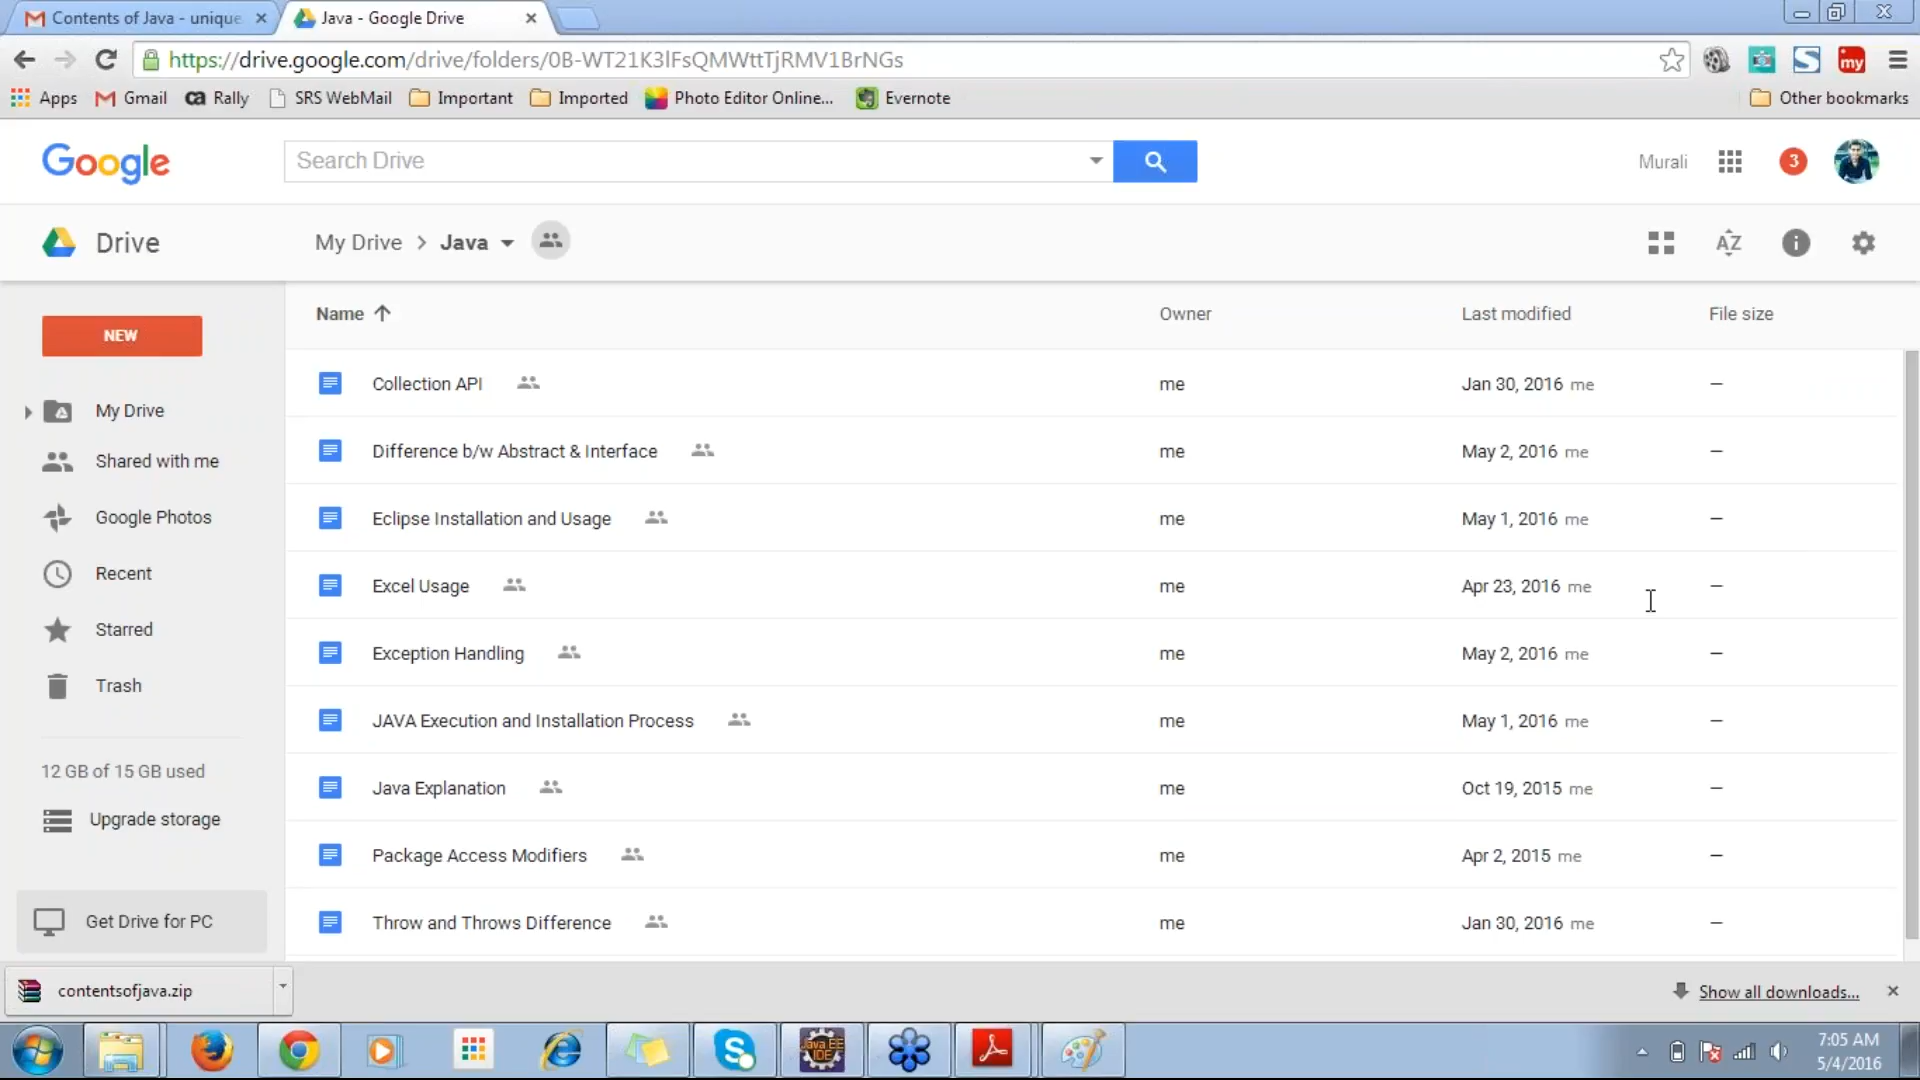 Contents of Java - unique
Java - Google Drive
https://drive.google.com/drive/folders/0B-WT21K3lFsQMWttTjRMV1BrNGs
my
Apps
Gmail
ca Rally
SRS WebMail
Important
Imported
Photo Editor Online...
Evernote
Other bookmarks
Google
Search Drive
Murali
3
Drive
My Drive > Java
AZ
NEW
My Drive
Shared with me
Google Photos
Recent
Starred
Trash
12 GB of 15 GB used
Upgrade storage
Get Drive for PC
Name Owner Last modified File size
Collection API me Jan 30, 2016 me –
Difference b/w Abstract & Interface me May 2, 2016 me –
Eclipse Installation and Usage me May 1, 2016 me –
Excel Usage me Apr 23, 2016 me –
Exception Handling me May 2, 2016 me –
JAVA Execution and Installation Process me May 1, 2016 me –
Java Explanation me Oct 19, 2015 me –
Package Access Modifiers me Apr 2, 2015 me –
Throw and Throws Difference me Jan 30, 2016 me –
contentsofjava.zip
Show all downloads...
Java EE
IDE
7:05 AM
5/4/2016